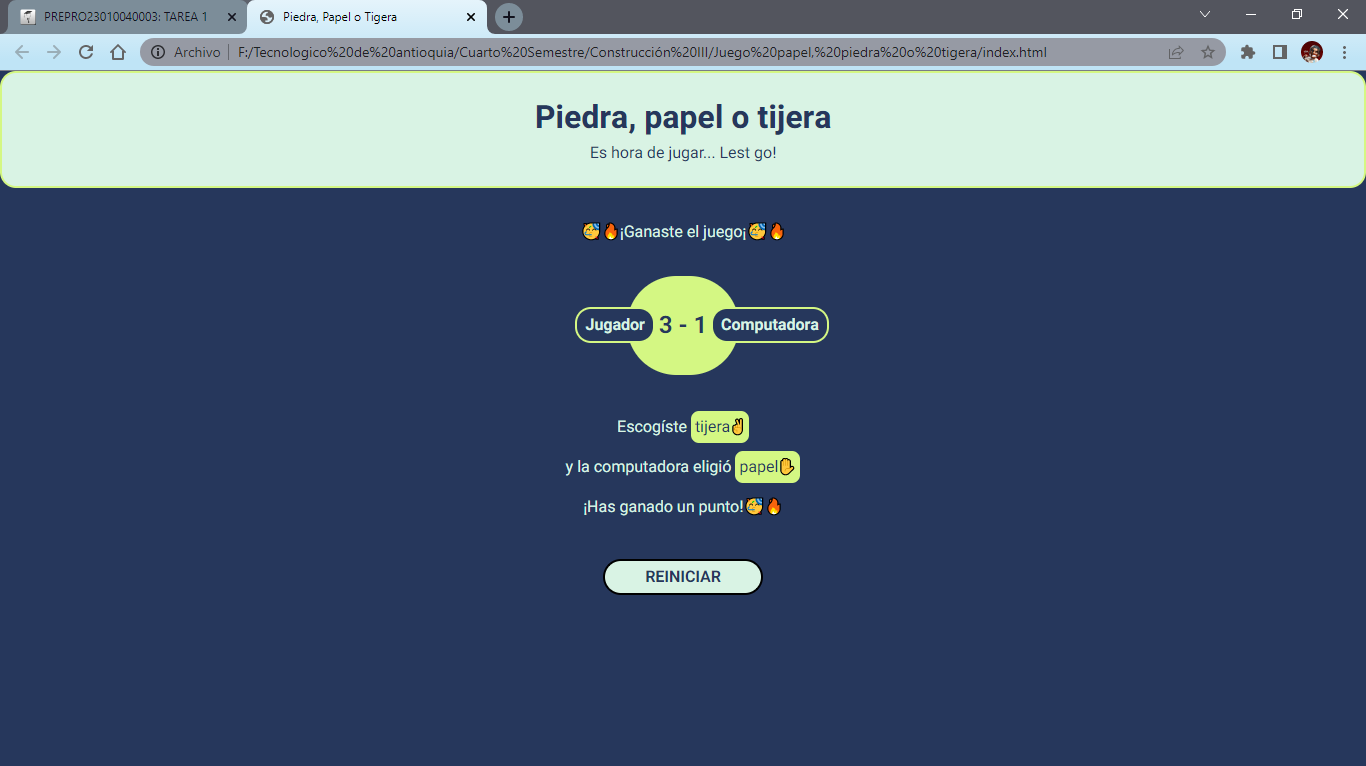 PREPRO23010040003: TAREA 1
Piedra, Papel o Tigera
Archivo | F:/Tecnologico%20de%20antioquia/Cuarto%20Semestre/Construcción%20III/Juego%20papel,%20piedra%20o%20tigera/index.html
Piedra, papel o tijera
Es hora de jugar... Lest go!
🥳🔥¡Ganaste el juego¡🥳🔥
Jugador 3 - 1 Computadora
Escogíste tijera✌
y la computadora eligió papel✋
¡Has ganado un punto!🥳🔥
REINICIAR